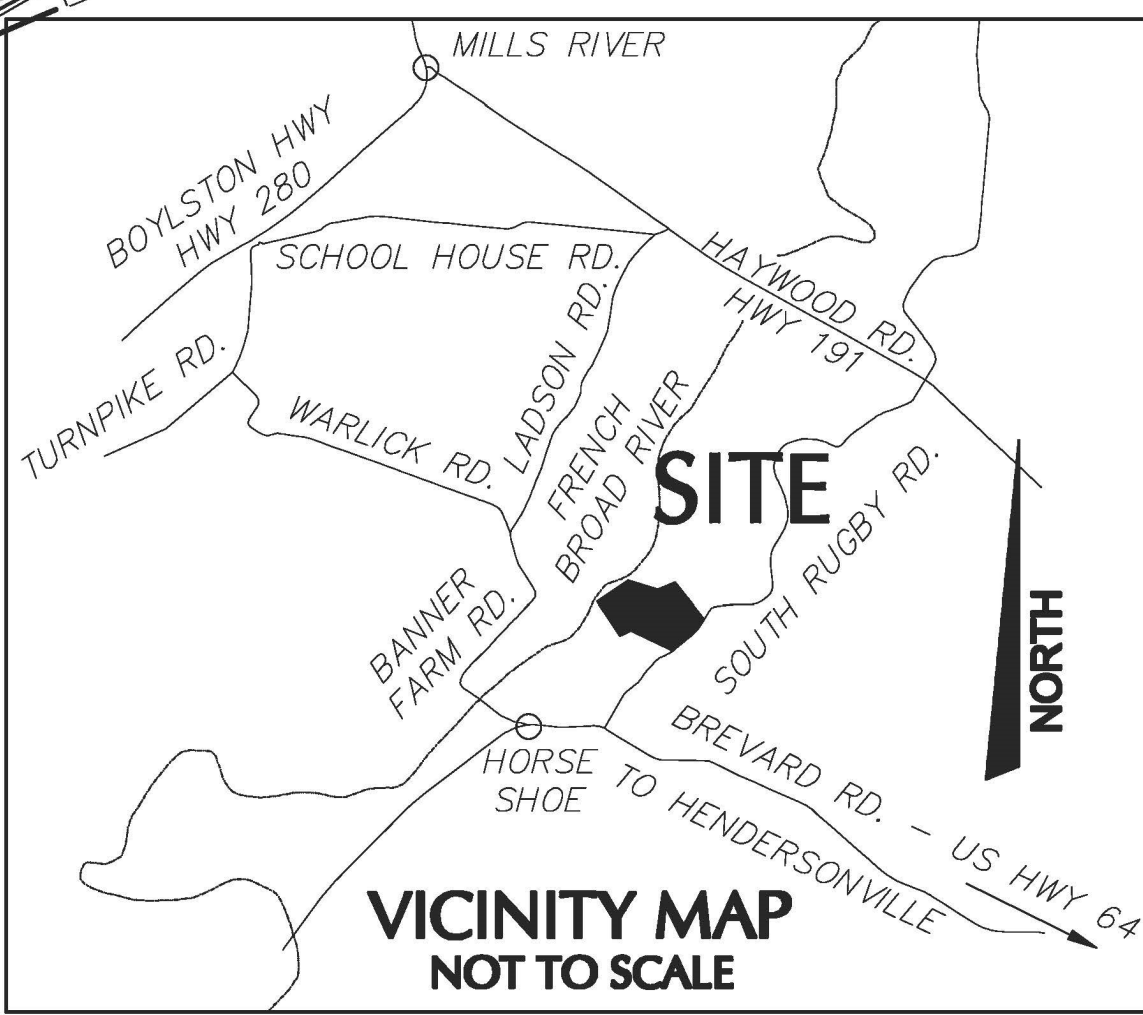 MILLS RIVER
BOYLSTON HWY
HWY 280
SCHOOL HOUSE RD.
HAYWOOD RD.
HWY 191
TURNPIKE RD.
WARLICK RD.
LADSON RD.
FRENCH
BROAD RIVER
SITE
SOUTH RUGBY RD.
BANNER
FARM RD.
NORTH
HORSE
SHOE
BREVARD RD. – US HWY 64
TO HENDERSONVILLE
VICINITY MAP
NOT TO SCALE